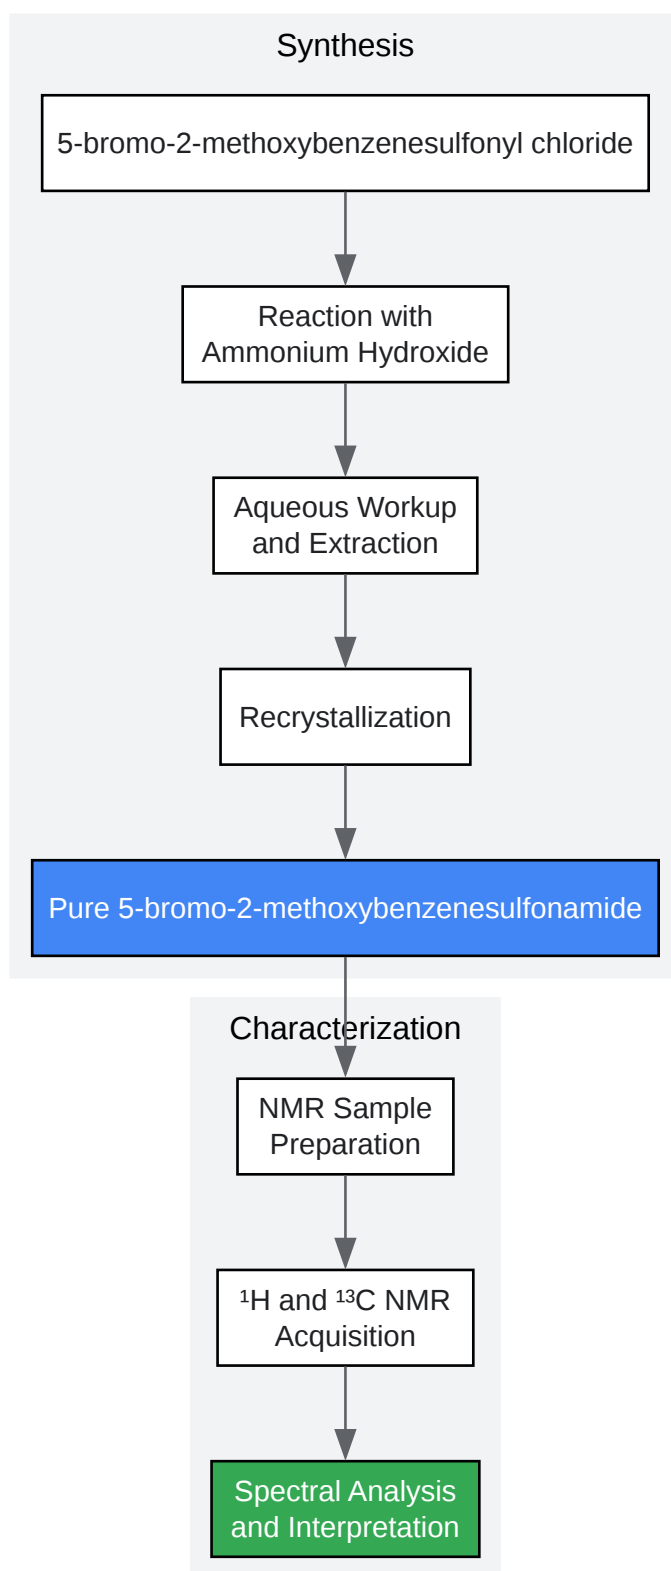 Synthesis
5-bromo-2-methoxybenzenesulfonyl chloride
Reaction with
Ammonium Hydroxide
Aqueous Workup
and Extraction
Recrystallization
Pure 5-bromo-2-methoxybenzenesulfonamide
Characterization
NMR Sample
Preparation
¹H and ¹³C NMR
Acquisition
Spectral Analysis
and Interpretation